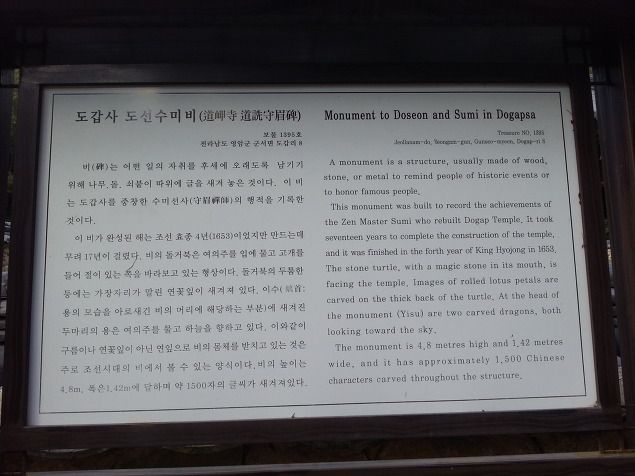 도갑사 도선수미비(道岬寺 道詵守眉碑)
보물 1395호
전라남도 영암군 군서면 도갑리 8
비(碑)는 어떤 일의 자취를 후세에 오래도록 남기기
위해 나무, 돌, 쇠붙이 따위에 글을 새겨 놓은 것이다. 이 비
는 도갑사를 중창한 수미선사(守眉禪師)의 행적을 기록한
것이다.
이 비가 완성된 해는 조선 효종 4년(1653)이었지만 만드는데
무려 17년이 걸렸다. 비의 돌거북은 여의주를 입에 물고 고개를
들어 절이 있는 쪽을 바라보고 있는 형상이다. 돌거북의 두툼한
등에는 가장자리가 말린 연꽃잎이 새겨져 있다. 이수(螭首:
용의 모습을 아로새긴 비의 머리에 해당하는 부분)에 새겨진
두마리의 용은 여의주를 물고 하늘을 향하고 있다. 이와같이
구름이나 연꽃잎이 아닌 연잎으로 비의 몸체를 받치고 있는 것은
주로 조선시대의 비에서 볼 수 있는 양식이다.비의 높이는
4.8m, 폭은1.42m에 달하며 약 1500자의 글씨가 새겨져있다.
Monument to Doseon and Sumi in Dogapsa
Treasure NO. 1395
Jeollanam-do, Yeongam-gun, Gunseo-myeon, Dogap-ri 8
A monument is a structure, usually made of wood,
stone, or metal to remind people of historic events or
to honor famous people.
This monument was built to record the achievements of
the Zen Master Sumi who rebuilt Dogap Temple. It took
seventeen years to complete the construction of the temple,
and it was finished in the forth year of King Hyojong in 1653.
The stone turtle, with a magic stone in its mouth, is
facing the temple. Images of rolled lotus petals are
carved on the thick back of the turtle. At the head of
the monument (Yisu) are two carved dragons, both
looking toward the sky.
The monument is 4.8 metres high and 1.42 metres
wide, and it has approximately 1,500 Chinese
characters carved throughout the structure.